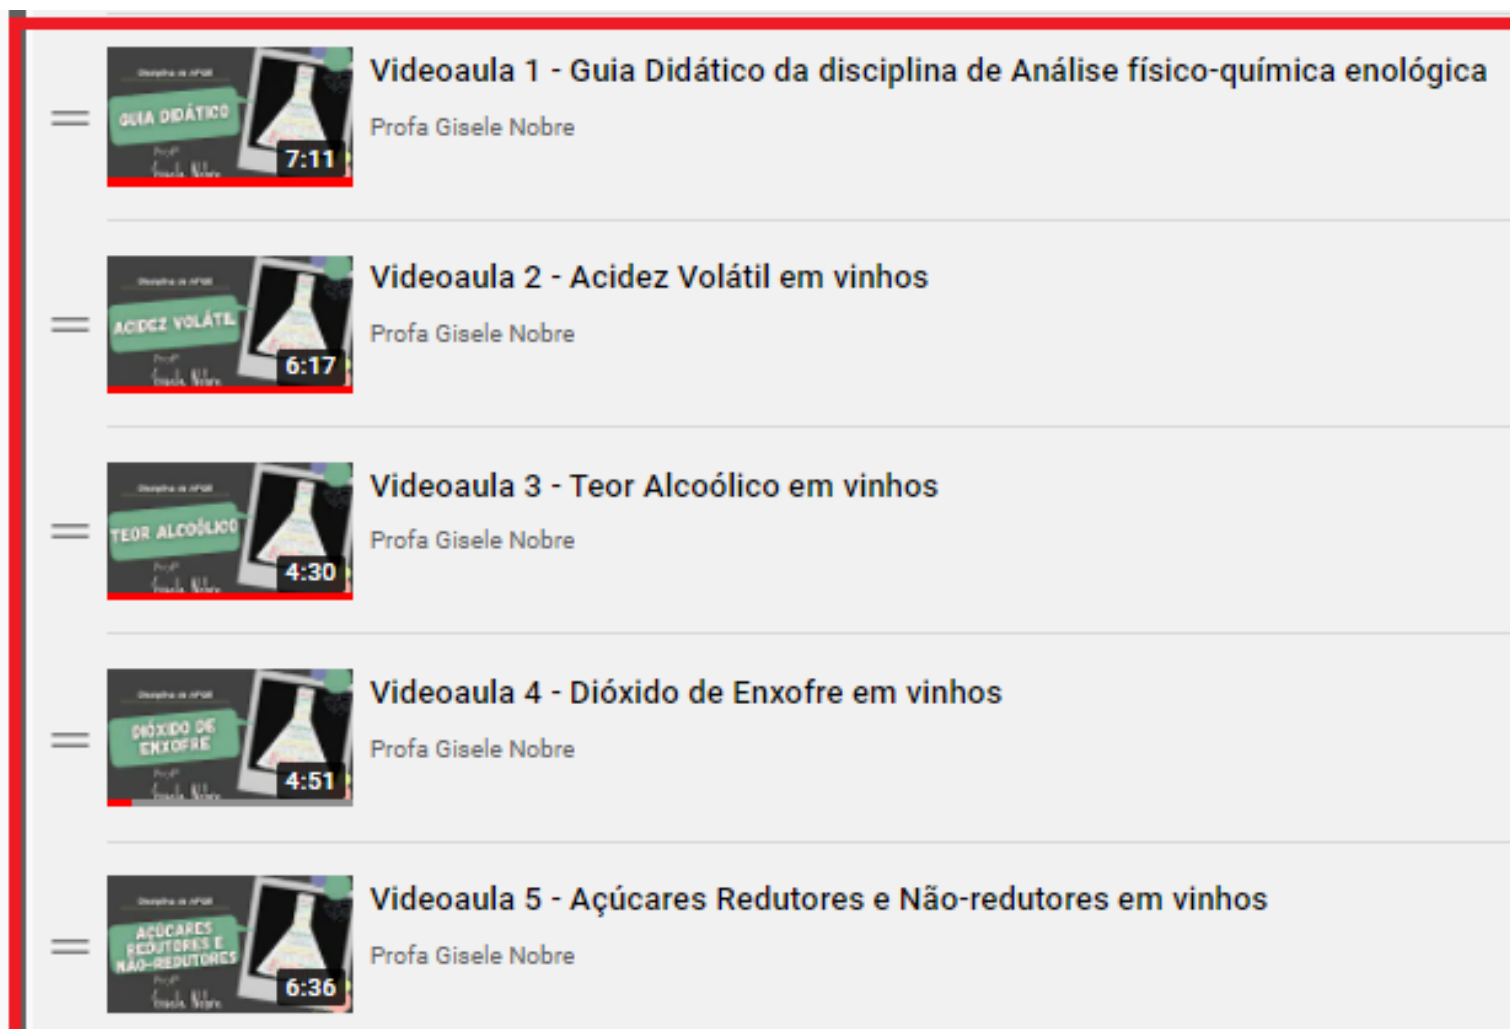 Videoaula 1 - Guia Didático da disciplina de Análise físico-química enológica
Profa Gisele Nobre
GUIA DIDÁTICO
7:11
Videoaula 2 - Acidez Volátil em vinhos
Profa Gisele Nobre
ACIDEZ VOLÁTIL
6:17
Videoaula 3 - Teor Alcoólico em vinhos
Profa Gisele Nobre
TEOR ALCOÓLICO
4:30
Videoaula 4 - Dióxido de Enxofre em vinhos
Profa Gisele Nobre
DIÓXIDO DE
ENXOFRE
4:51
Videoaula 5 - Açúcares Redutores e Não-redutores em vinhos
Profa Gisele Nobre
AÇÚCARES
REDUTORES E
NÃO-REDUTORES
6:36